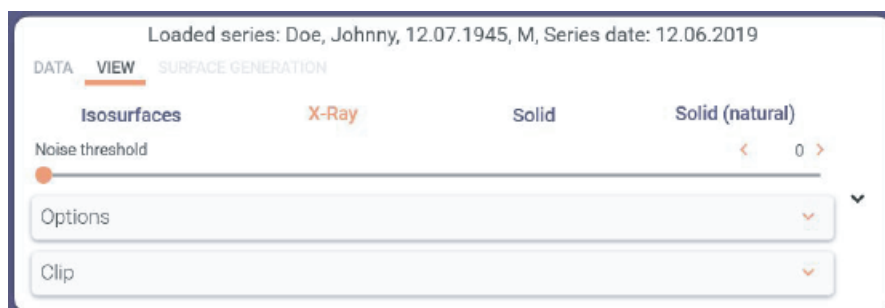 Loaded series: Doe, Johnny, 12.07.1945, M, Series date: 12.06.2019
DATA VIEW SURFACE GENERATION
Isosurfaces X-Ray Solid Solid (natural)
Noise threshold < 0 >
Options
Clip